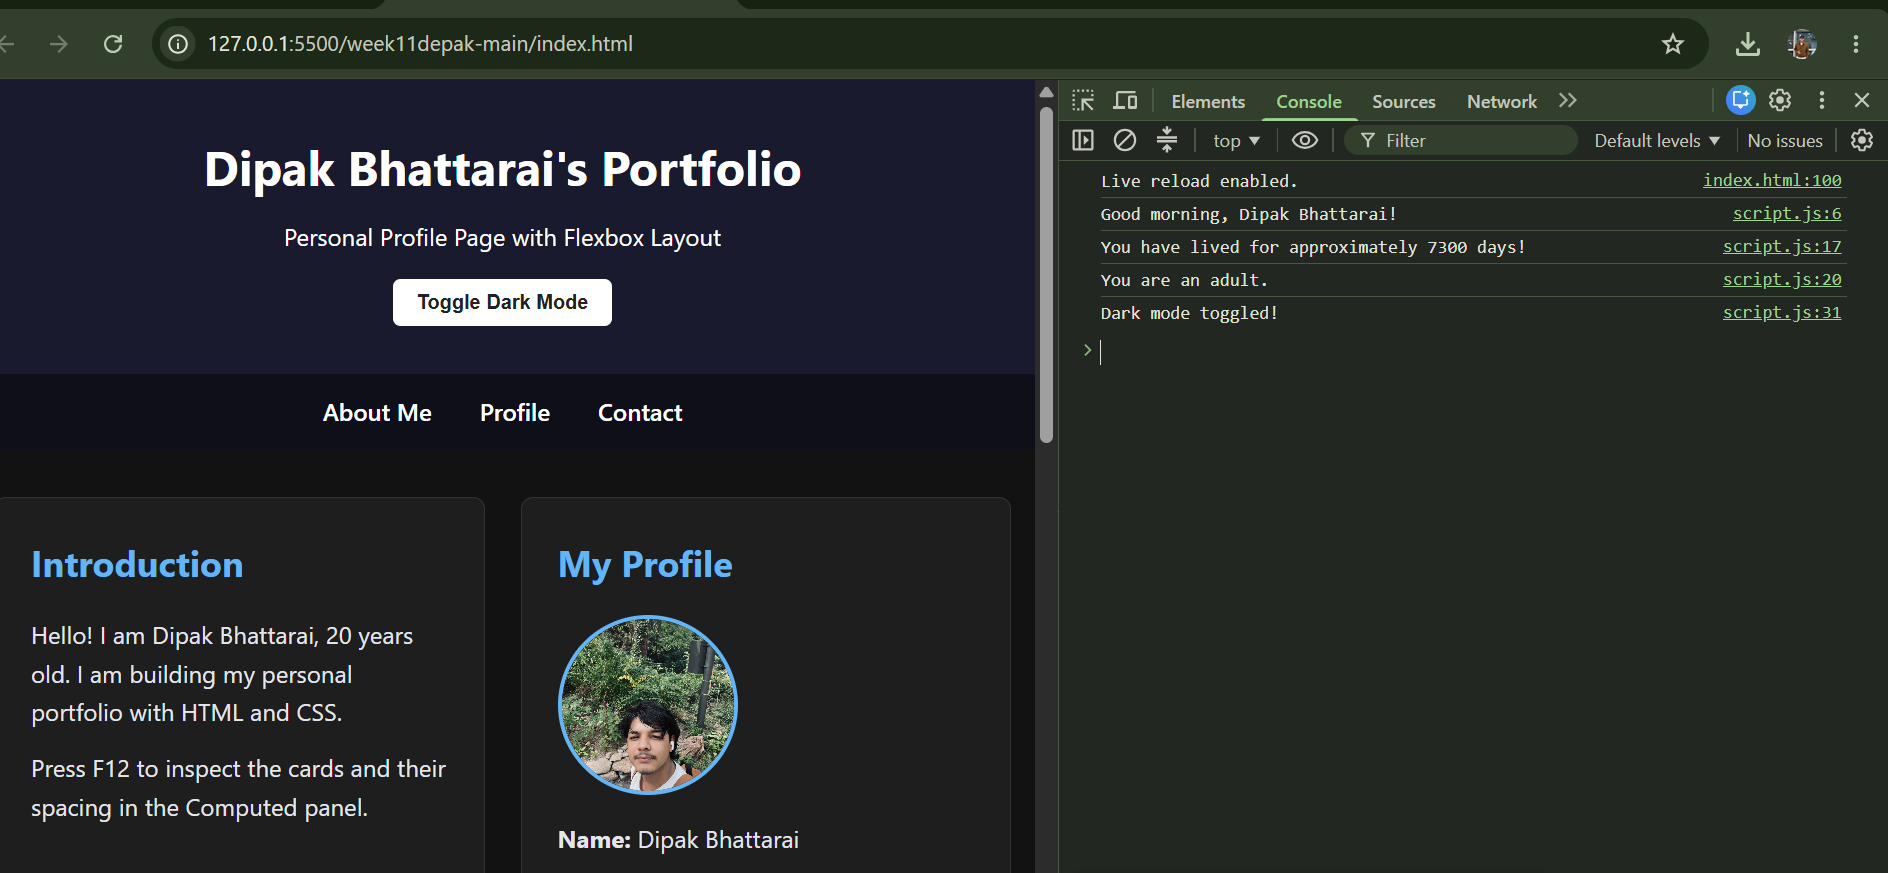 127.0.0.1:5500/week11depak-main/index.html
Dipak Bhattarai's Portfolio
Personal Profile Page with Flexbox Layout
Toggle Dark Mode
About Me Profile Contact
Introduction
Hello! I am Dipak Bhattarai, 20 years
old. I am building my personal
portfolio with HTML and CSS.
Press F12 to inspect the cards and their
spacing in the Computed panel.
My Profile
Name: Dipak Bhattarai
Elements Console Sources Network
top Filter Default levels No issues
Live reload enabled. index.html:100
Good morning, Dipak Bhattarai! script.js:6
You have lived for approximately 7300 days! script.js:17
You are an adult. script.js:20
Dark mode toggled! script.js:31